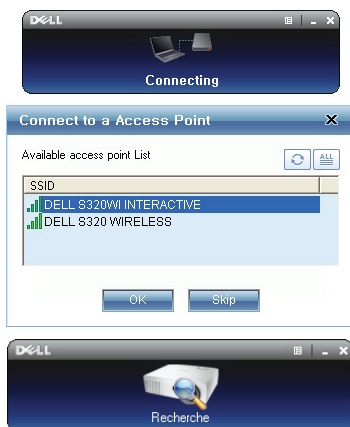 DELL
Connecting
Connect to a Access Point
Available access point List
ALL
SSID
DELL S320WI INTERACTIVE
DELL S320 WIRELESS
OK
Skip
DELL
Recherche